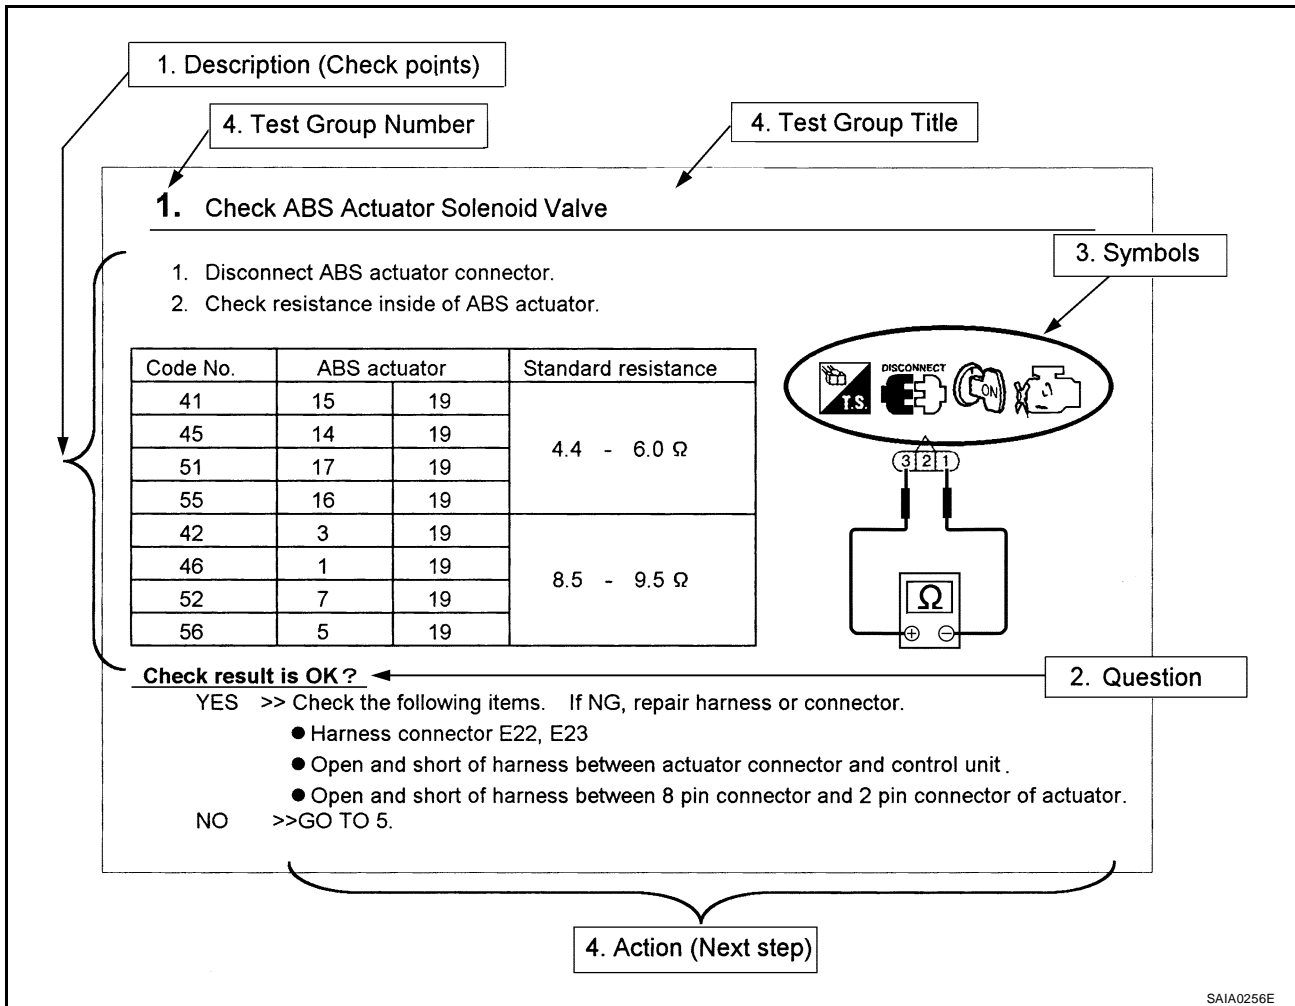 1. Description (Check points)
4. Test Group Number
4. Test Group Title
1. Check ABS Actuator Solenoid Valve
3. Symbols
1. Disconnect ABS actuator connector.
2. Check resistance inside of ABS actuator.
Code No. ABS actuator Standard resistance
41 15 19
45 14 19
51 17 19
55 16 19
4.4 - 6.0 Ω
42 3 19
46 1 19
52 7 19
56 5 19
8.5 - 9.5 Ω
T.S.
DISCONNECT
ON
3 2 1
Ω
+ −
Check result is OK?
2. Question
YES >> Check the following items. If NG, repair harness or connector.
● Harness connector E22, E23
● Open and short of harness between actuator connector and control unit.
● Open and short of harness between 8 pin connector and 2 pin connector of actuator.
NO >>GO TO 5.
4. Action (Next step)
SAIA0256E